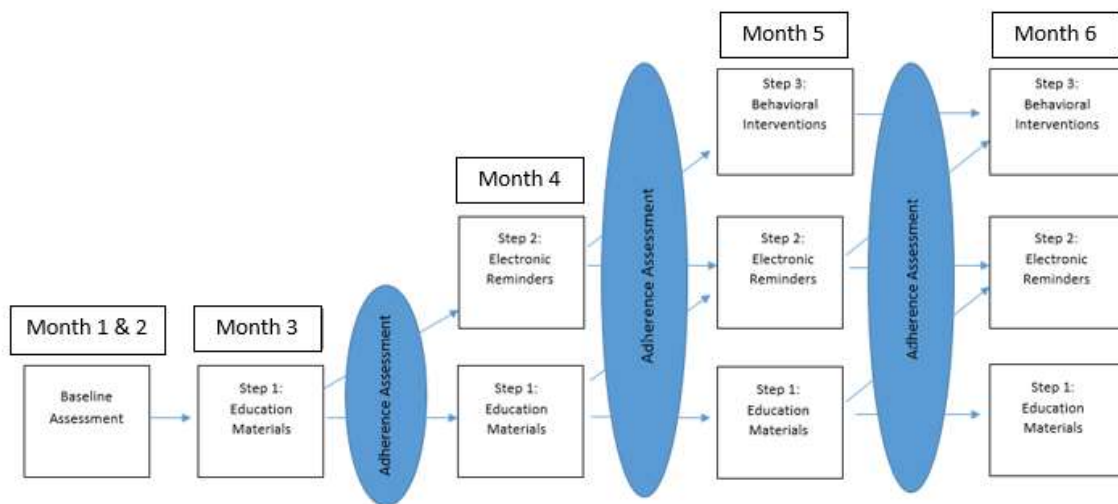 Month 1 & 2
Baseline
Assessment
Month 3
Step 1:
Education
Materials
Adherence Assessment
Month 4
Step 2:
Electronic
Reminders
Step 1:
Education
Materials
Adherence Assessment
Month 5
Step 3:
Behavioral
Interventions
Step 2:
Electronic
Reminders
Step 1:
Education
Materials
Adherence Assessment
Month 6
Step 3:
Behavioral
Interventions
Step 2:
Electronic
Reminders
Step 1:
Education
Materials